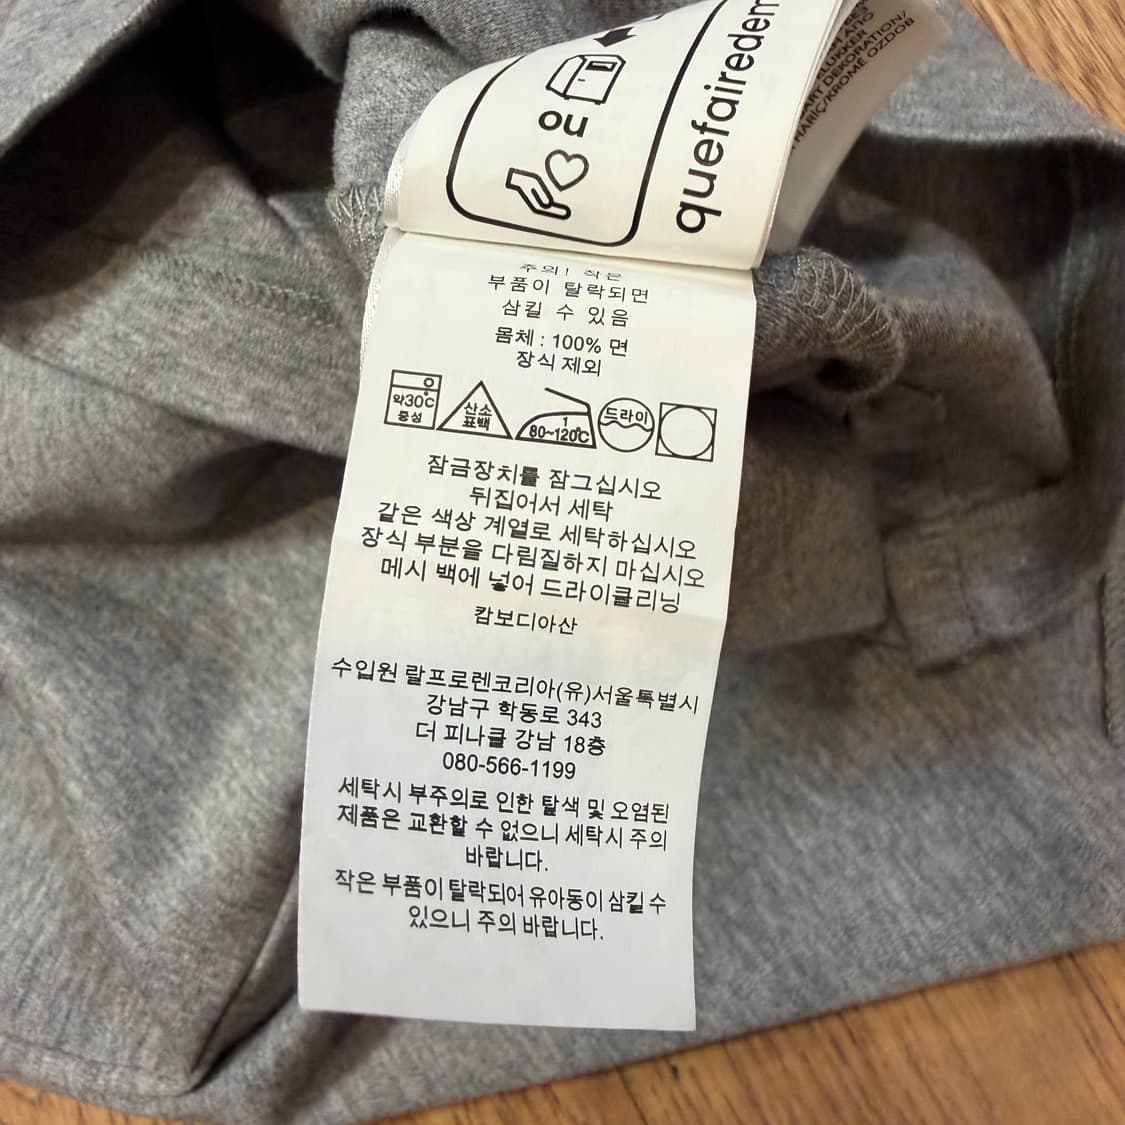 OU
quefairedem
주의! 작은
부품이 탈락되면
삼킬 수 있음
몸체 : 100% 면
장식 제외
약30℃
중성
산소
표백
1
80~120℃
드라이
잠금장치를 잠그십시오
뒤집어서 세탁
같은 색상 계열로 세탁하십시오
장식 부분을 다림질하지 마십시오
메시 백에 넣어 드라이클리닝
캄보디아산
수입원 랄프로렌코리아(유)서울특별시
강남구 학동로 343
더 피나클 강남 18층
080-566-1199
세탁시 부주의로 인한 탈색 및 오염된
제품은 교환할 수 없으니 세탁시 주의
바랍니다.
작은 부품이 탈락되어 유아동이 삼킬 수
있으니 주의 바랍니다.